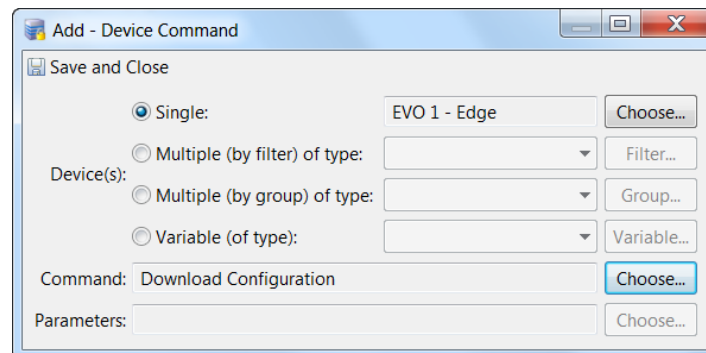 Add - Device Command
Save and Close
Device(s):
Single: EVO 1 - Edge Choose...
Multiple (by filter) of type: Filter...
Multiple (by group) of type: Group...
Variable (of type): Variable...
Command: Download Configuration Choose...
Parameters: Choose...